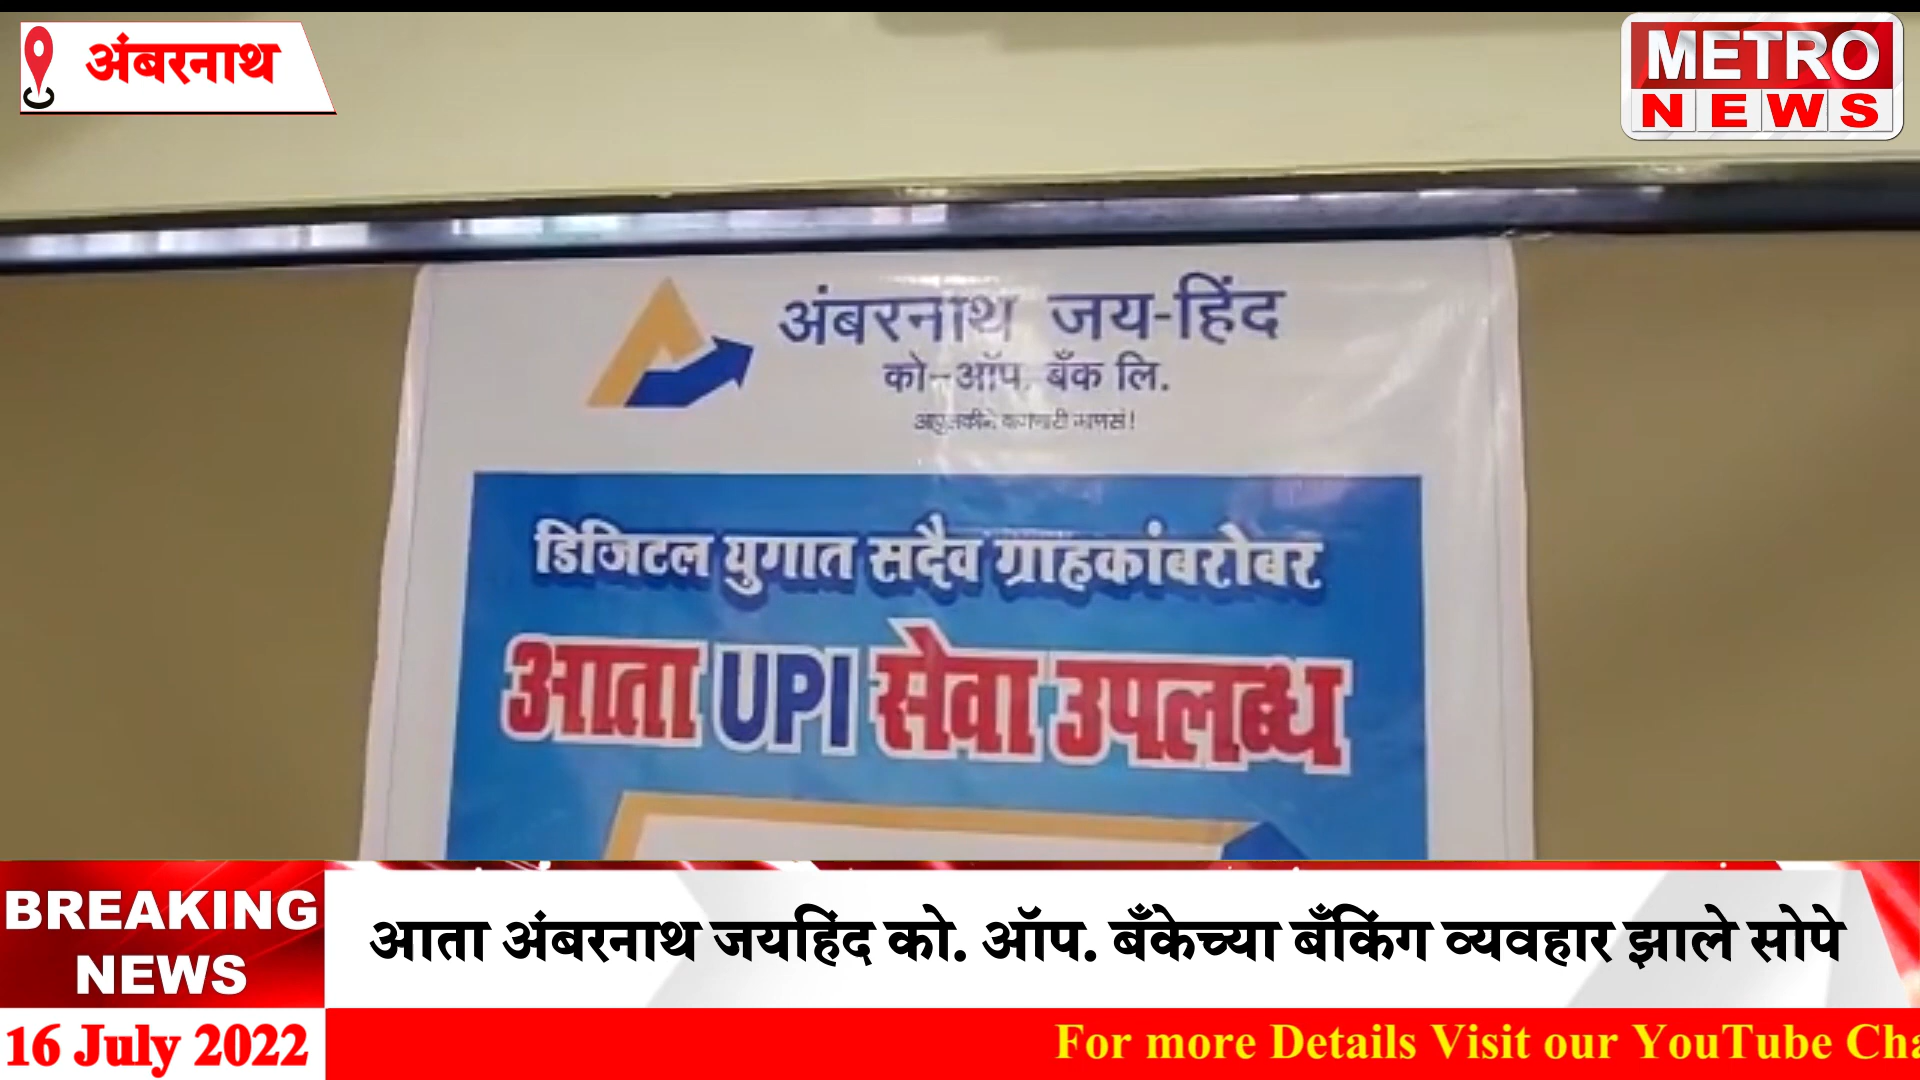 अंबरनाथ
METRO
NEWS
अंबरनाथ जय-हिंद
को-ऑप. बँक लि.
डिजिटल युगात सदैव ग्राहकांबरोबर
आता UPI सेवा उपलब्ध
BREAKING
NEWS
आता अंबरनाथ जयहिंद को. ऑप. बँकेच्या बँकिंग व्यवहार झाले सोपे
16 July 2022
For more Details Visit our YouTube